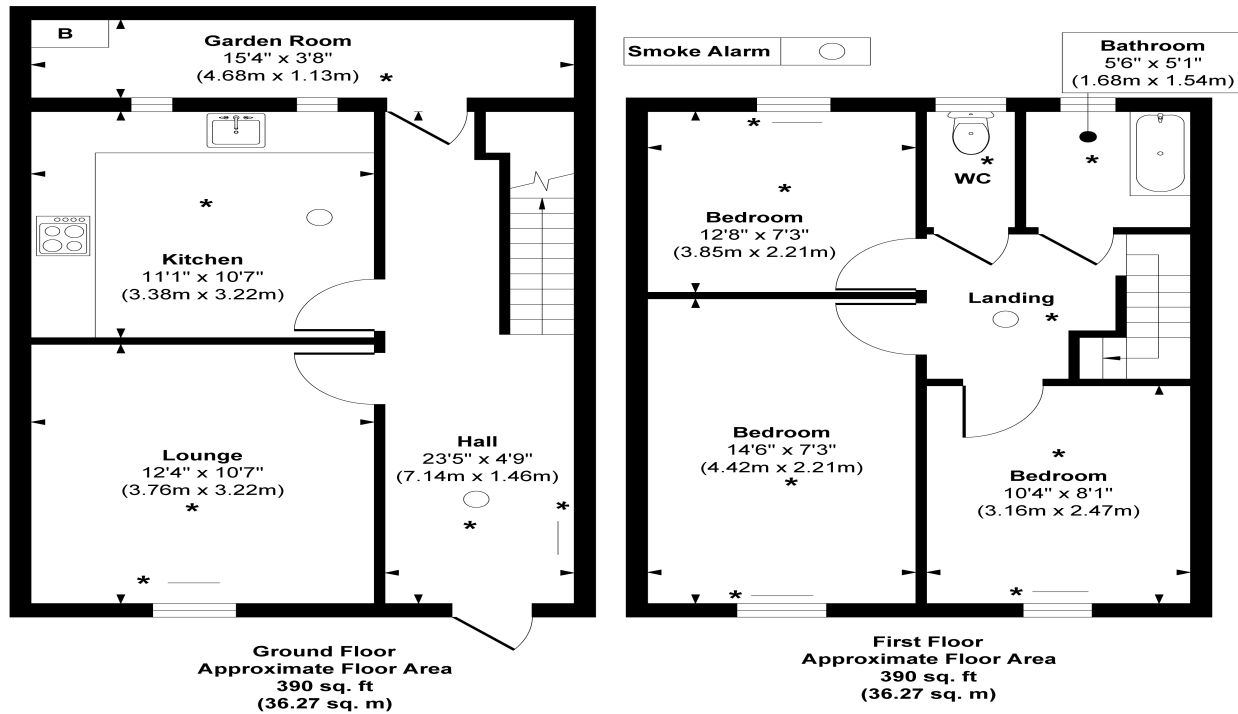 B
Garden Room
15'4" x 3'8"
(4.68m x 1.13m)
*
Kitchen
11'1" x 10'7"
(3.38m x 3.22m)
*
Lounge
12'4" x 10'7"
(3.76m x 3.22m)
*
*
Hall
23'5" x 4'9"
(7.14m x 1.46m)
*
*
Ground Floor
Approximate Floor Area
390 sq. ft
(36.27 sq. m)
Smoke Alarm
Bathroom
5'6" x 5'1"
(1.68m x 1.54m)
*
WC
*
*
*
Bedroom
12'8" x 7'3"
(3.85m x 2.21m)
Landing
*
Bedroom
14'6" x 7'3"
(4.42m x 2.21m)
*
*
*
Bedroom
10'4" x 8'1"
(3.16m x 2.47m)
*
First Floor
Approximate Floor Area
390 sq. ft
(36.27 sq. m)